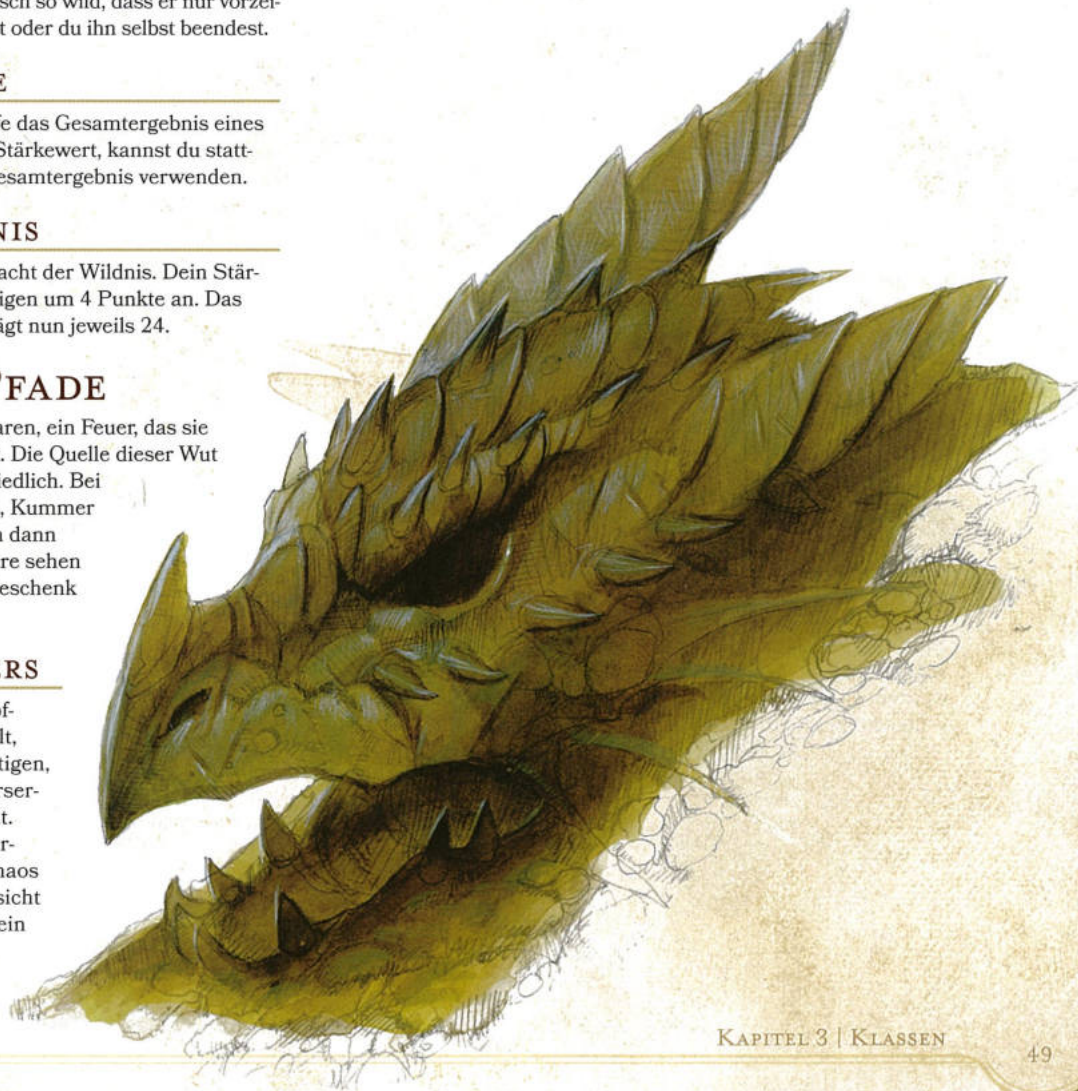 sch so wild, dass er nur vorzei-
t oder du ihn selbst beendest.
E
fe das Gesamtergebnis eines
Stärkewert, kannst du statt-
esamtergebnis verwenden.
NIS
acht der Wildnis. Dein Stär-
igen um 4 Punkte an. Das
ägt nun jeweils 24.
FADE
aren, ein Feuer, das sie
. Die Quelle dieser Wut
iedlich. Bei
, Kummer
n dann
re sehen
eschenk
ERS
of-
lt,
tigen,
rser-
t.
r-
haos
sicht
ein
KAPITEL 3 | KLASSEN
49